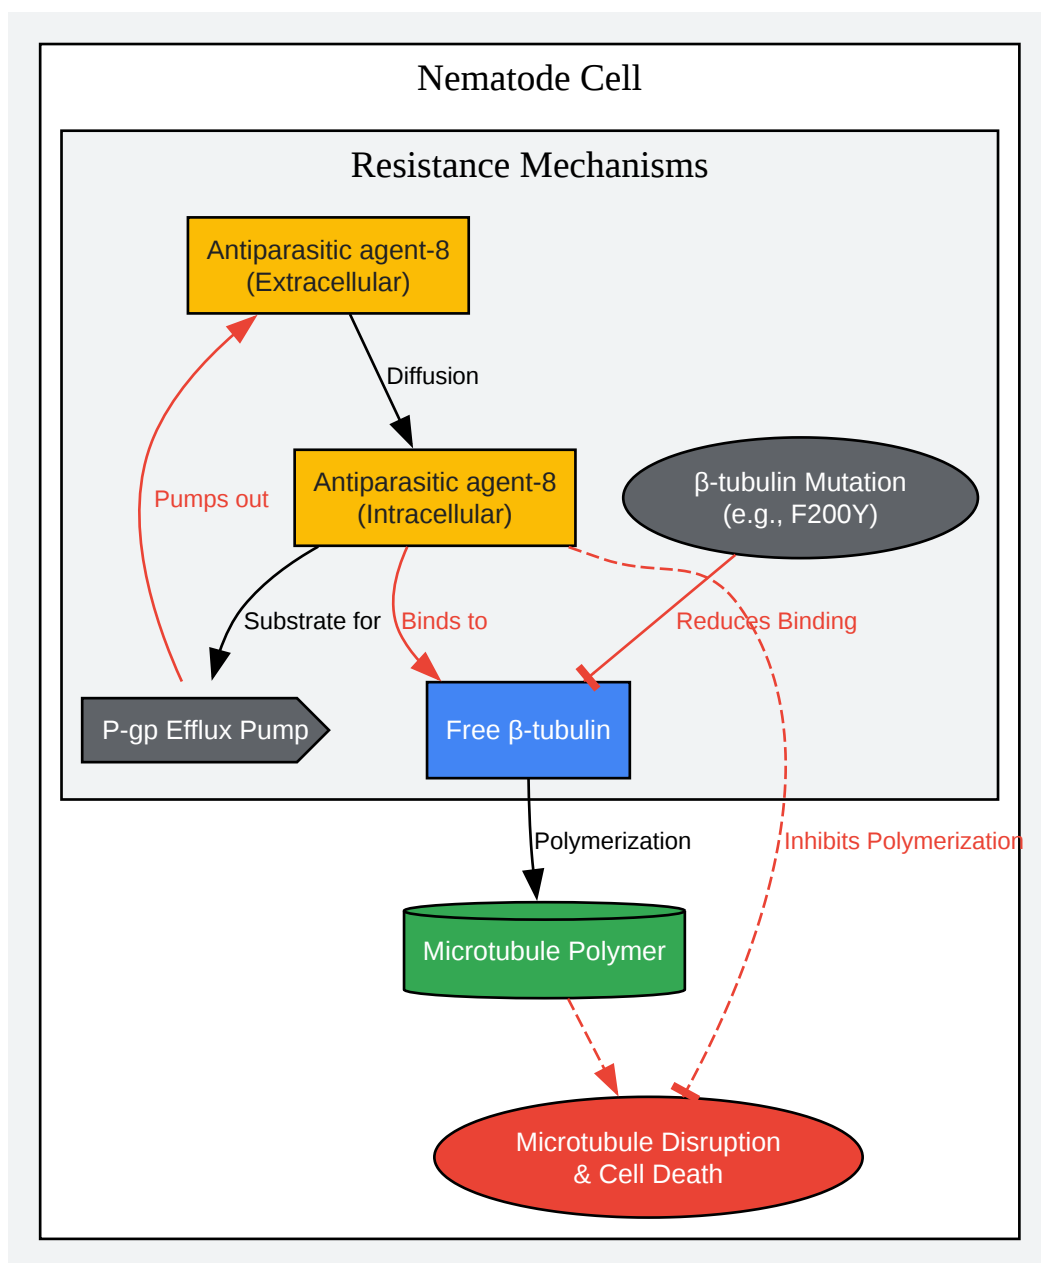 Nematode Cell
Resistance Mechanisms
Antiparasitic agent-8
(Extracellular)
Diffusion
Antiparasitic agent-8
(Intracellular)
β-tubulin Mutation
(e.g., F200Y)
Pumps out
Substrate for
Binds to
Reduces Binding
P-gp Efflux Pump
Free β-tubulin
Polymerization
Inhibits Polymerization
Microtubule Polymer
Microtubule Disruption
& Cell Death